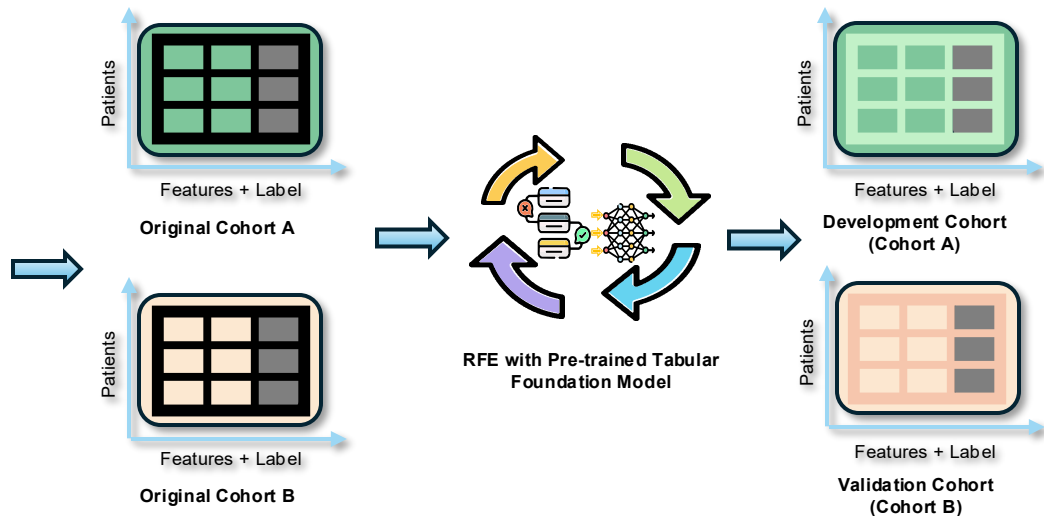 Patients
Features + Label
Original Cohort A
Patients
Features + Label
Original Cohort B
RFE with Pre-trained Tabular
Foundation Model
Patients
Features + Label
Development Cohort
(Cohort A)
Patients
Features + Label
Validation Cohort
(Cohort B)